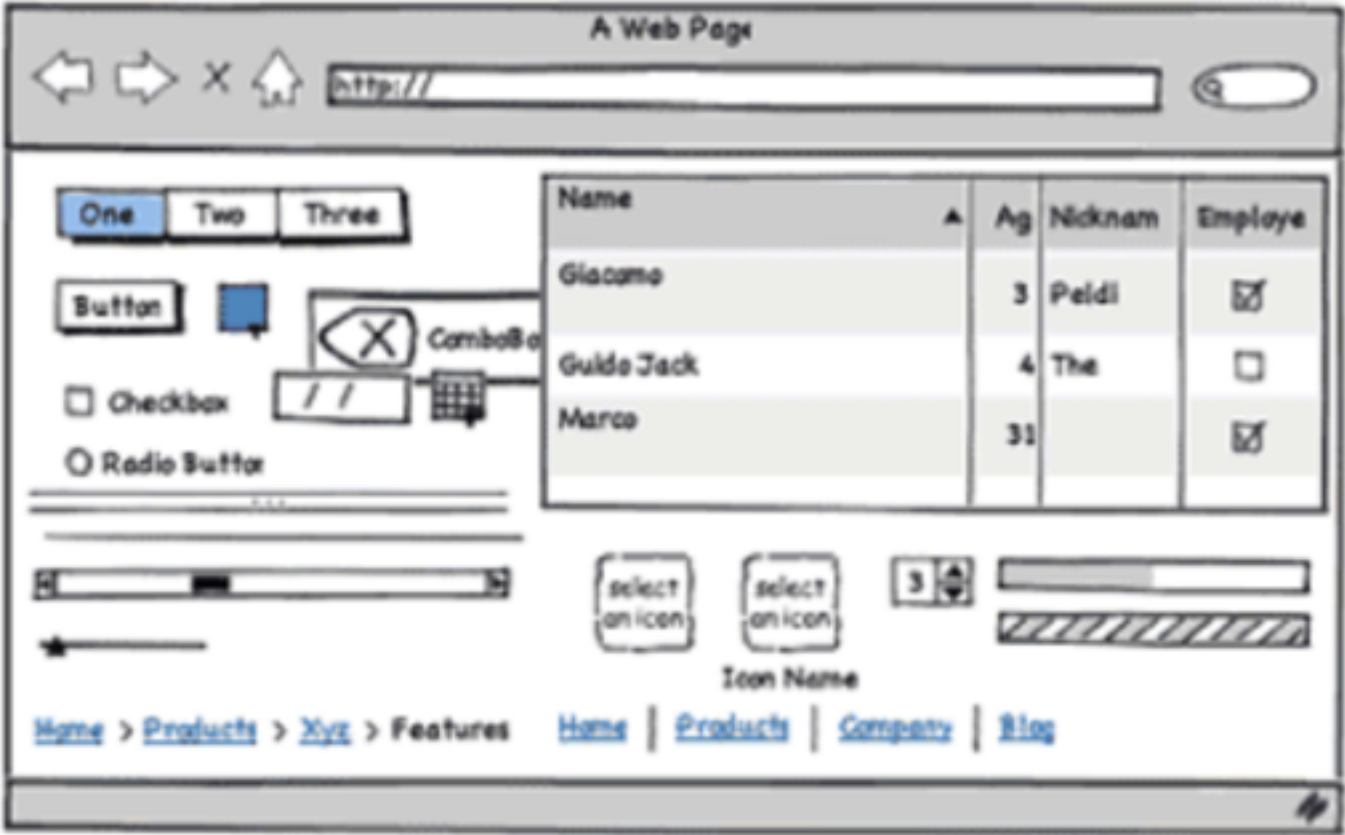 A Web Page
http://
One Two Three
Name Ag Nicknam Employe
Giacomo 3 Peldi
Button
ComboBo
Guido Jack 4 The
Checkbox / /
Marco 31
Radio Button
select an icon
select an icon
3
Icon Name
Home > Products > Xyz > Features
Home | Products | Company | Blog